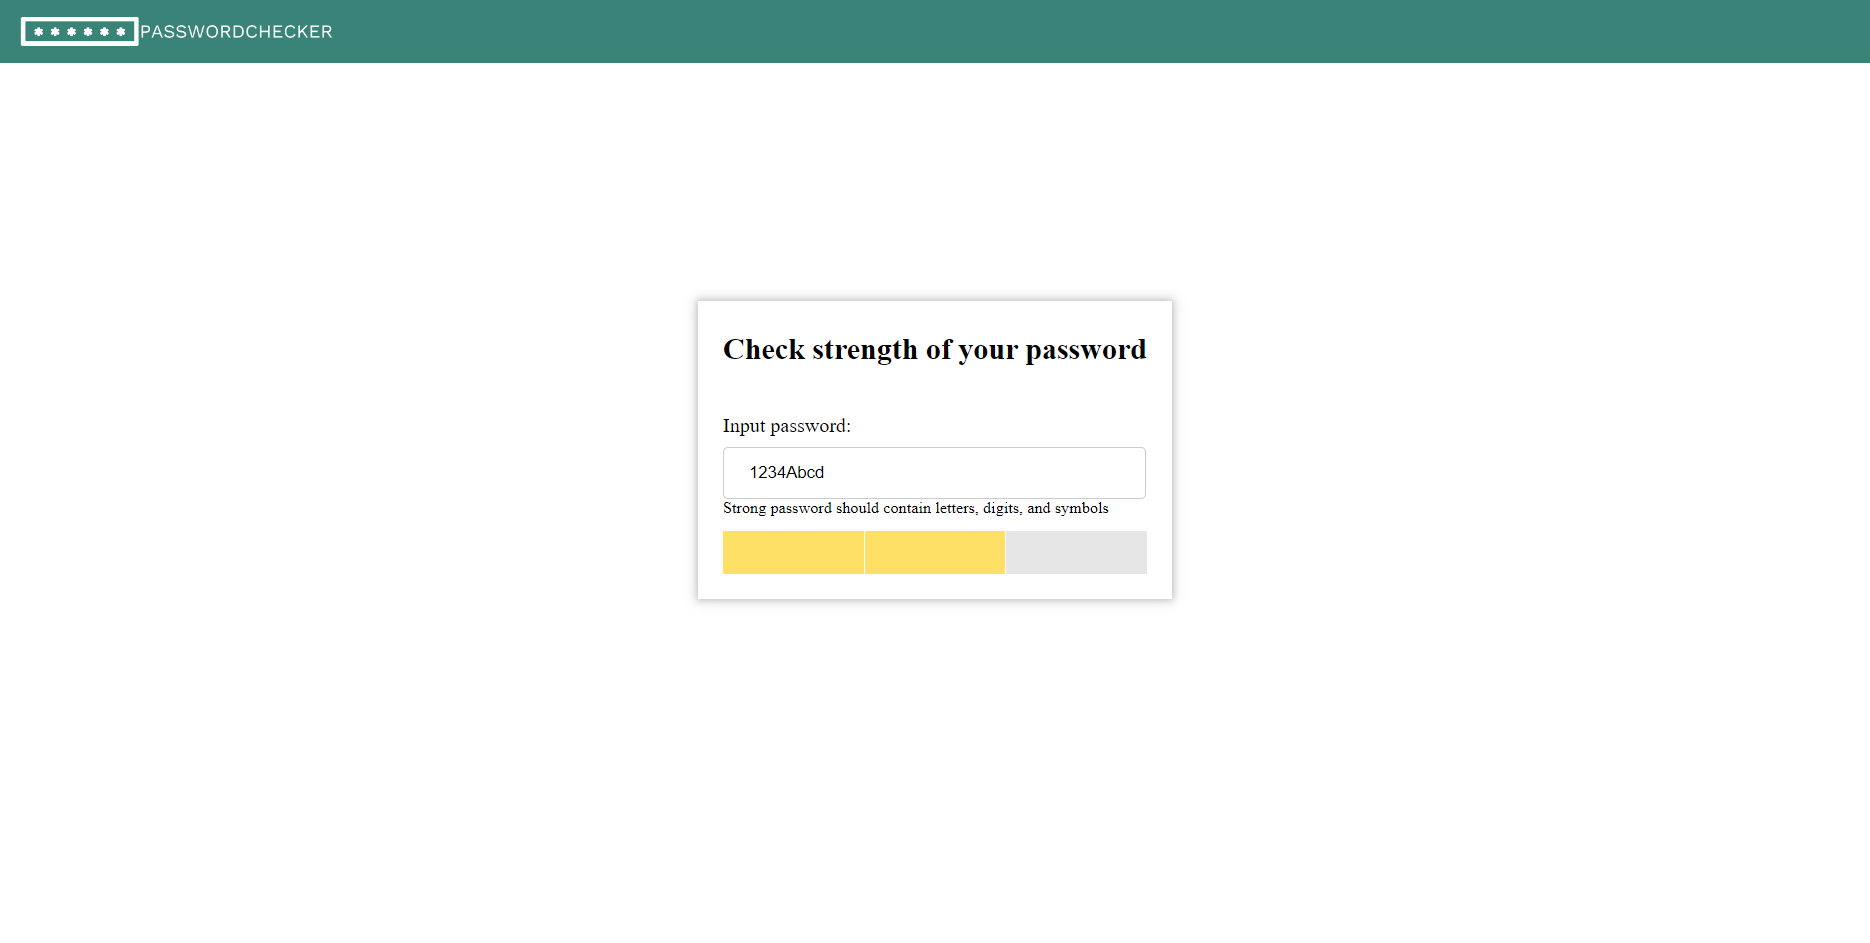 ******PASSWORDCHECKER
Check strength of your password
Input password:
1234Abcd
Strong password should contain letters, digits, and symbols